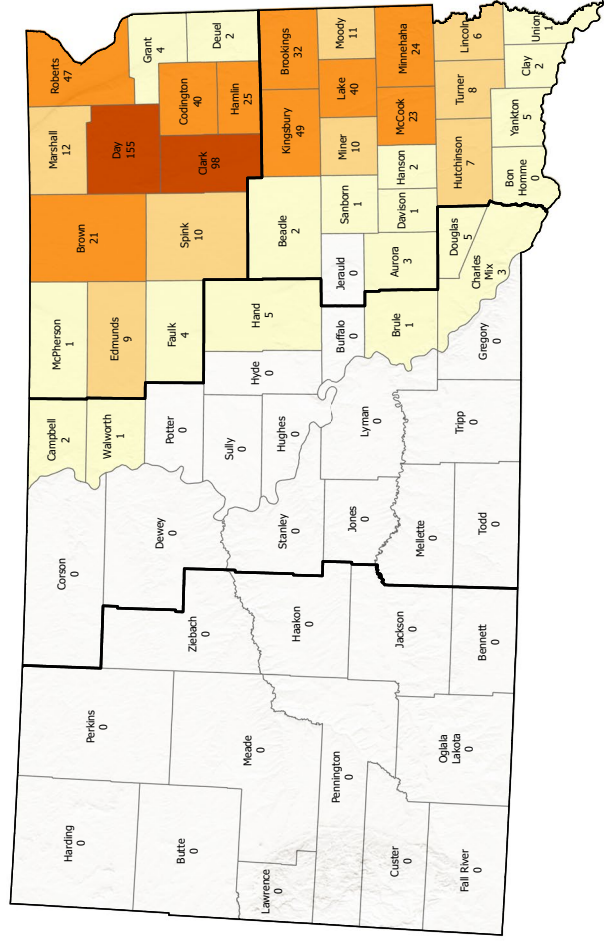 Harding
0
Perkins
0
Corson
0
Campbell
2
McPherson
1
Brown
21
Marshall
12
Roberts
47
Walworth
1
Edmunds
9
Day
155
Grant
4
Butte
0
Meade
0
Ziebach
0
Dewey
0
Potter
0
Faulk
4
Spink
10
Clark
98
Codington
40
Hamlin
25
Deuel
2
Lawrence
0
Sully
0
Hyde
0
Hand
5
Beadle
2
Kingsbury
49
Brookings
32
Haakon
0
Stanley
0
Hughes
0
Pennington
0
Jackson
0
Jones
0
Lyman
0
Buffalo
0
Jerauld
0
Sanborn
1
Miner
10
Lake
40
Moody
11
Brule
1
Aurora
3
Davison
1
Hanson
2
McCook
23
Minnehaha
24
Custer
0
Oglala
Lakota
0
Mellette
0
Tripp
0
Gregory
0
Charles
Mix
3
Douglas
5
Hutchinson
7
Turner
8
Lincoln
6
Fall River
0
Bennett
0
Todd
0
Bon
Homme
0
Yankton
5
Clay
2
Union
1